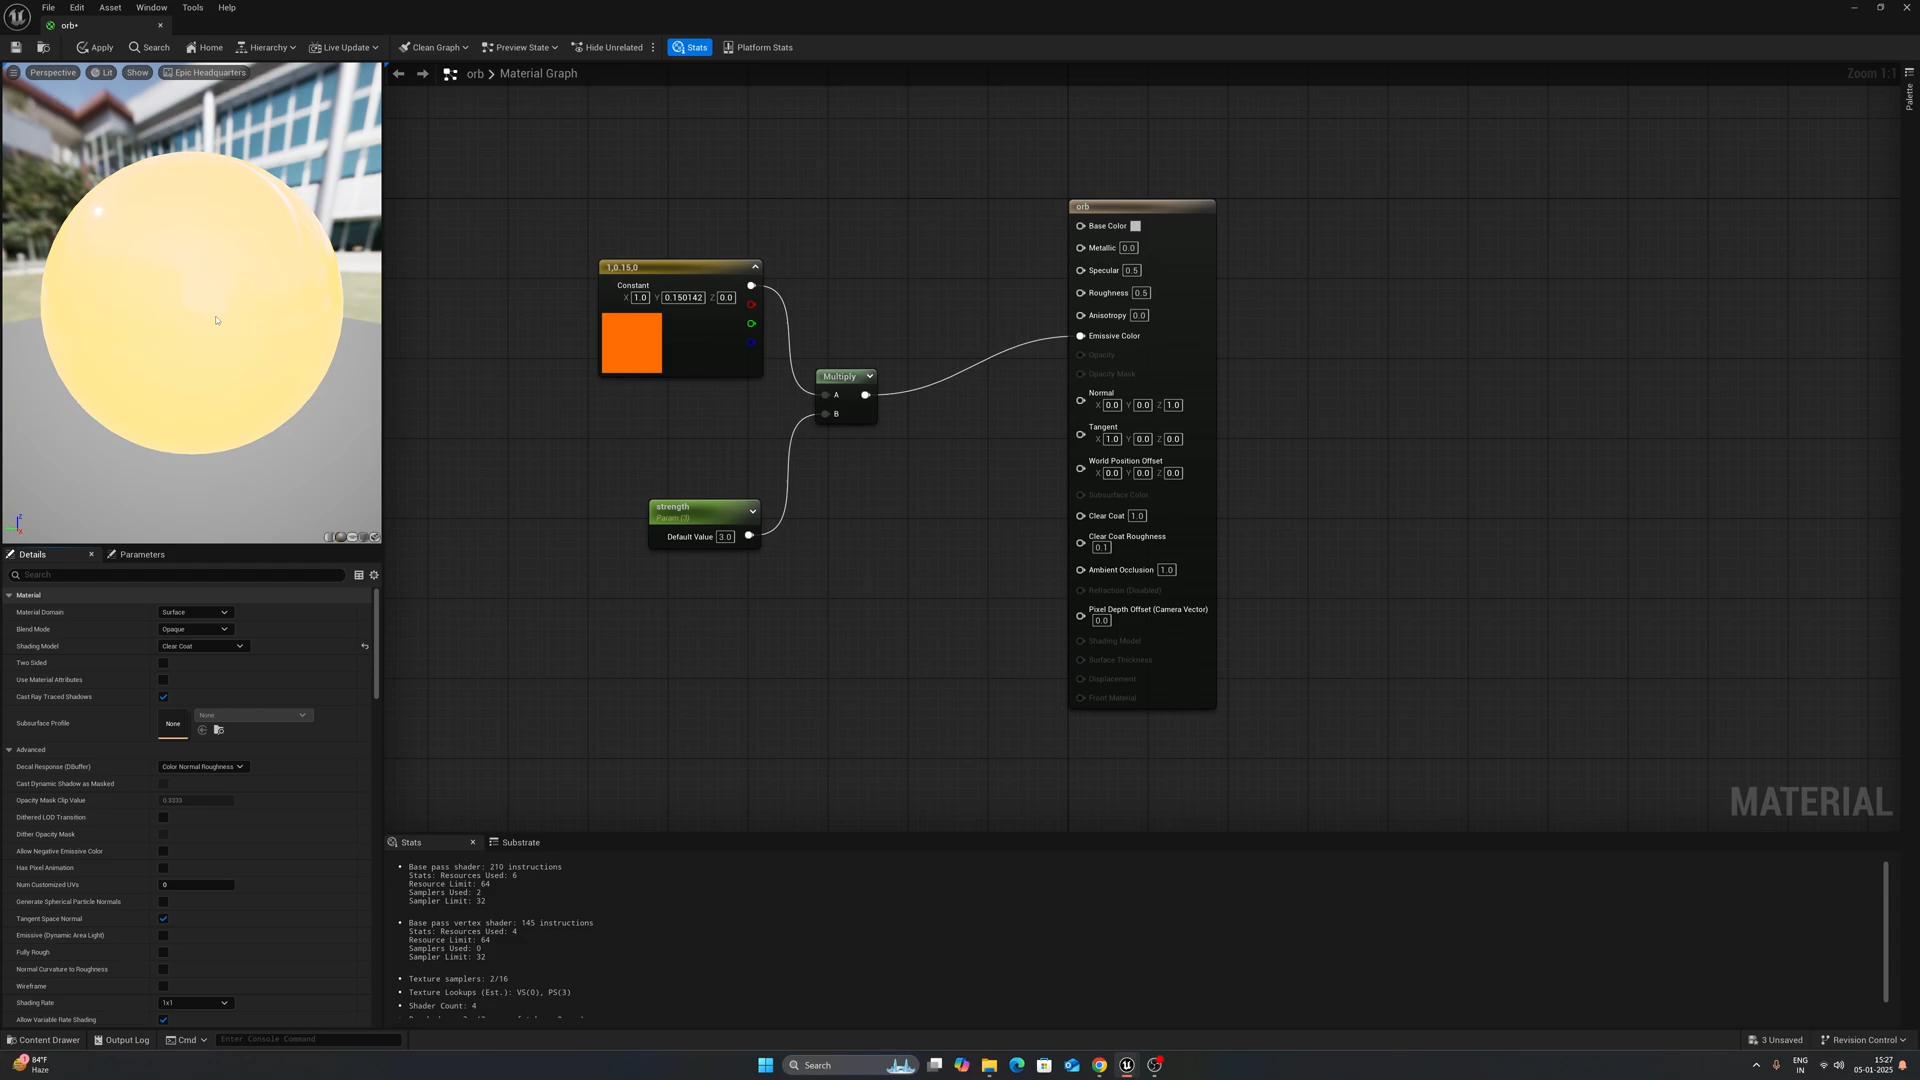 File Edit Asset Window Tools Help
orb•
Apply Search Home Hierarchy Live Update Clean Graph Preview State Hide Unrelated Stats Platform Stats
Perspective Lit Show Epic Headquarters
orb > Material Graph
Zoom 1:1
Palette
1,0.15,0
Constant
X 1.0 Y 0.150142 Z 0.0
Multiply
A
B
strength
Param (3)
Default Value 3.0
orb
Base Color
Metallic 0.0
Specular 0.5
Roughness 0.5
Anisotropy 0.0
Emissive Color
Opacity
Opacity Mask
Normal
X 0.0 Y 0.0 Z 1.0
Tangent
X 1.0 Y 0.0 Z 0.0
World Position Offset
X 0.0 Y 0.0 Z 0.0
Subsurface Color
Clear Coat 1.0
Clear Coat Roughness
0.1
Ambient Occlusion 1.0
Refraction (Disabled)
Pixel Depth Offset (Camera Vector)
0.0
Shading Model
Surface Thickness
Displacement
Front Material
MATERIAL
Z
X
Details Parameters
Search
Material
Material Domain Surface
Blend Mode Opaque
Shading Model Clear Coat
Two Sided
Use Material Attributes
Cast Ray Traced Shadows
Subsurface Profile None None
Advanced
Decal Response (DBuffer) Color Normal Roughness
Cast Dynamic Shadow as Masked
Opacity Mask Clip Value 0.3333
Dithered LOD Transition
Dither Opacity Mask
Allow Negative Emissive Color
Has Pixel Animation
Num Customized UVs 0
Generate Spherical Particle Normals
Tangent Space Normal
Emissive (Dynamic Area Light)
Fully Rough
Normal Curvature to Roughness
Wireframe
Shading Rate 1x1
Allow Variable Rate Shading
Stats Substrate
• Base pass shader: 210 instructions
Stats: Resources Used: 6
Resource Limit: 64
Samplers Used: 2
Sampler Limit: 32
• Base pass vertex shader: 145 instructions
Stats: Resources Used: 4
Resource Limit: 64
Samplers Used: 0
Sampler Limit: 32
• Texture samplers: 2/16
• Texture Lookups (Est.): VS(0), PS(3)
• Shader Count: 4
Content Drawer Output Log Cmd Enter Console Command 3 Unsaved Revision Control
1 84°F
Haze
Search
ENG
IN
15:27
05-01-2025